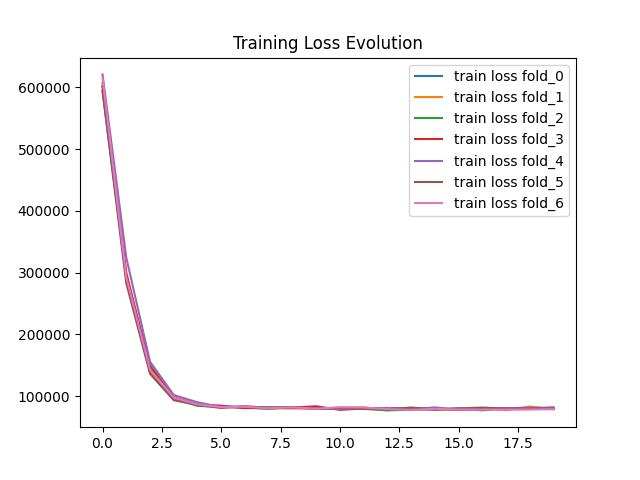 Training Loss Evolution
600000
500000
400000
300000
200000
100000
train loss fold_0
train loss fold_1
train loss fold_2
train loss fold_3
train loss fold_4
train loss fold_5
train loss fold_6
0.0 2.5 5.0 7.5 10.0 12.5 15.0 17.5